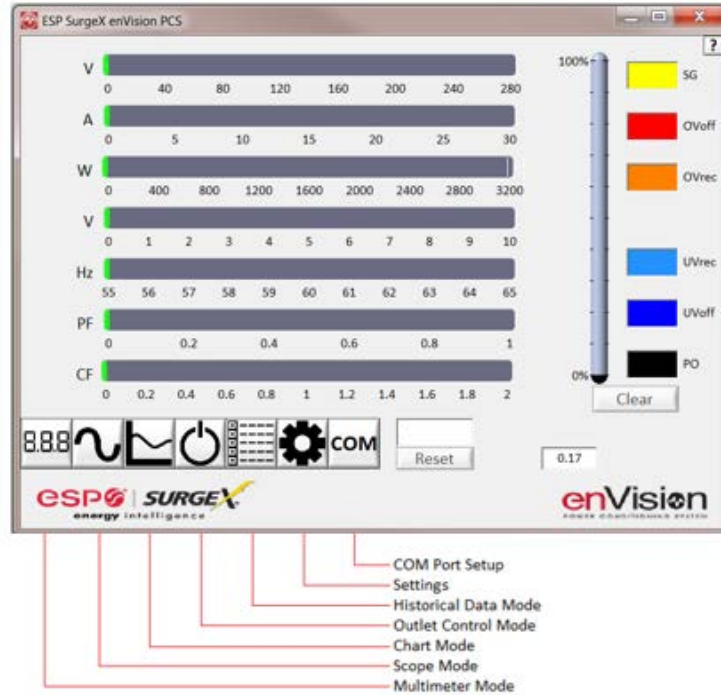 ESP SurgeX enVision PCS
?
V
0 40 80 120 160 200 240 280
A
0 5 10 15 20 25 30
W
0 400 800 1200 1600 2000 2400 2800 3200
V
0 1 2 3 4 5 6 7 8 9 10
Hz
55 56 57 58 59 60 61 62 63 64 65
PF
0 0.2 0.4 0.6 0.8 1
CF
0 0.2 0.4 0.6 0.8 1 1.2 1.4 1.6 1.8 2
100%
0%
SG
OVoff
OVrec
UVrec
UVoff
PO
Clear
8.8.8
COM
Reset
0.17
esp SURGEX
energy intelligence
enVision
POWER CONDITIONING SYSTEM
COM Port Setup
Settings
Historical Data Mode
Outlet Control Mode
Chart Mode
Scope Mode
Multimeter Mode